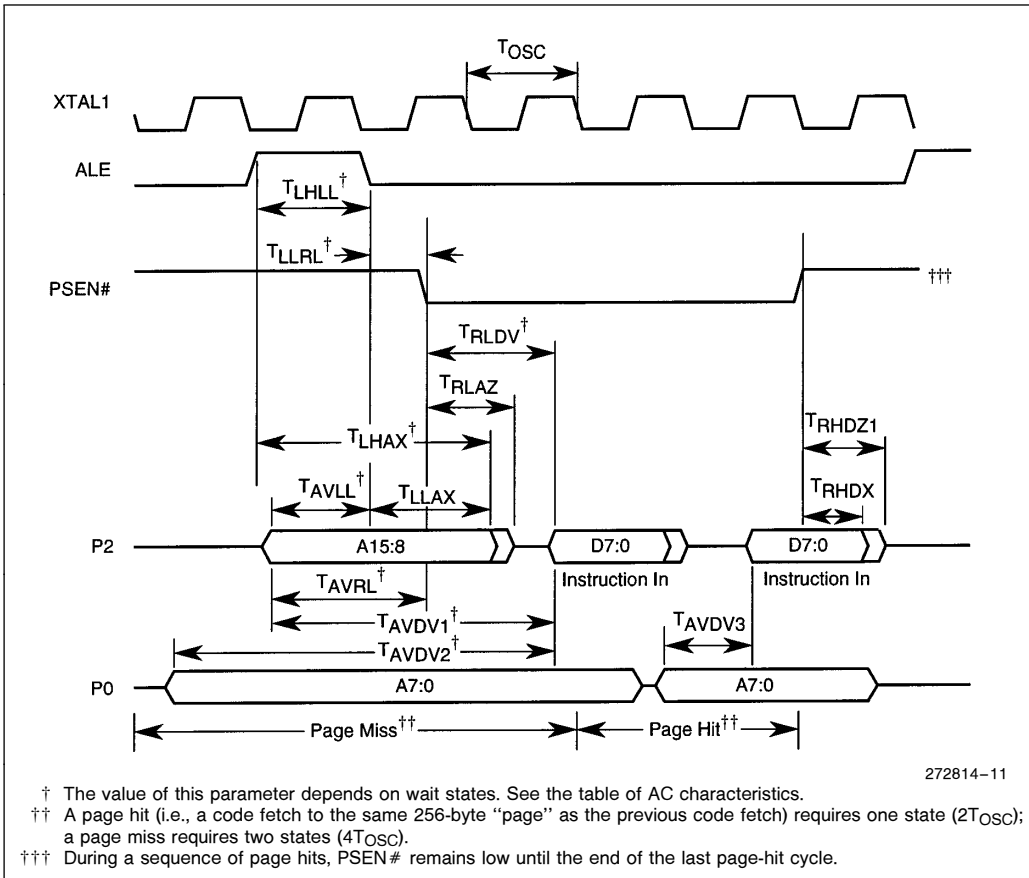 TOSC
XTAL1
ALE
TLHLL†
TLLRL†
PSEN#
†††
TRLDV†
TRLAZ
TLHAX†
TRHDZ1
TAVLL†
TLLAX
TRHDX
P2
A15:8
D7:0
D7:0
Instruction In
Instruction In
TAVRL†
TAVDV1†
TAVDV3
TAVDV2†
P0
A7:0
A7:0
Page Miss††
Page Hit††
272814–11
† The value of this parameter depends on wait states. See the table of AC characteristics.
†† A page hit (i.e., a code fetch to the same 256-byte “page” as the previous code fetch) requires one state (2TOSC);
a page miss requires two states (4TOSC).
††† During a sequence of page hits, PSEN# remains low until the end of the last page-hit cycle.